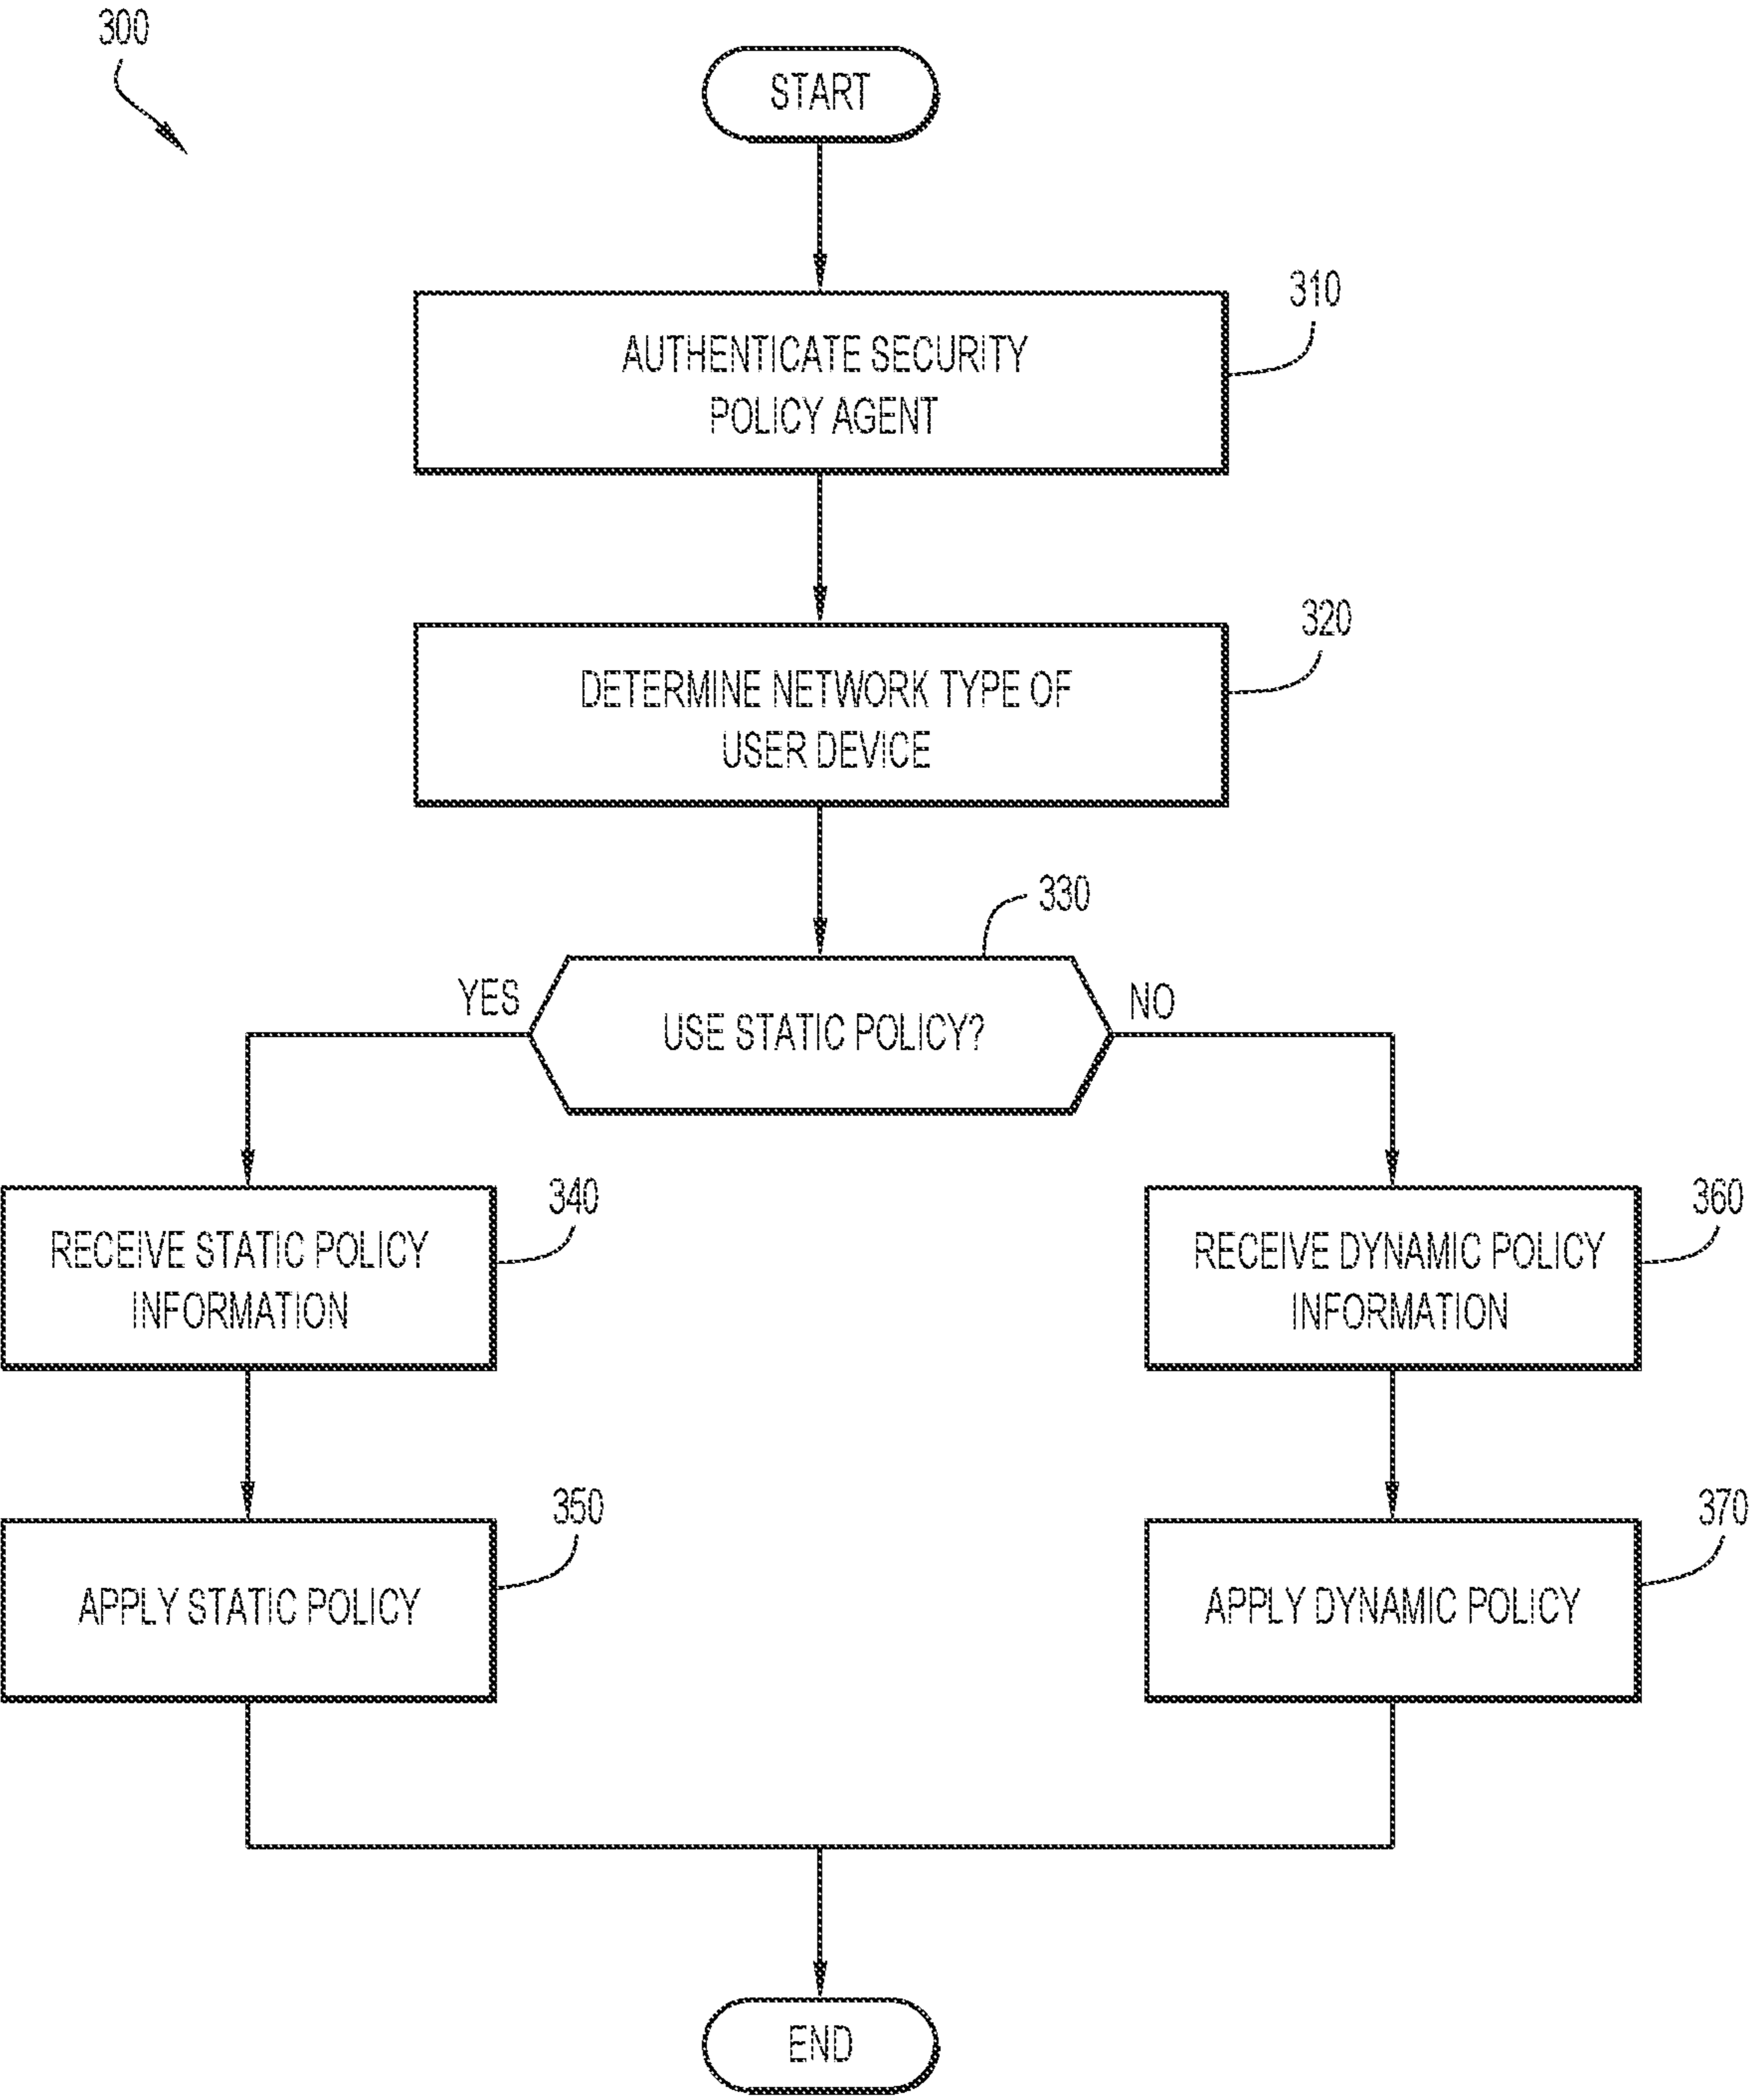 300
START
310
AUTHENTICATE SECURITY
POLICY AGENT
320
DETERMINE NETWORK TYPE OF
USER DEVICE
330
YES
NO
USE STATIC POLICY?
340
RECEIVE STATIC POLICY
INFORMATION
360
RECEIVE DYNAMIC POLICY
INFORMATION
350
APPLY STATIC POLICY
370
APPLY DYNAMIC POLICY
END